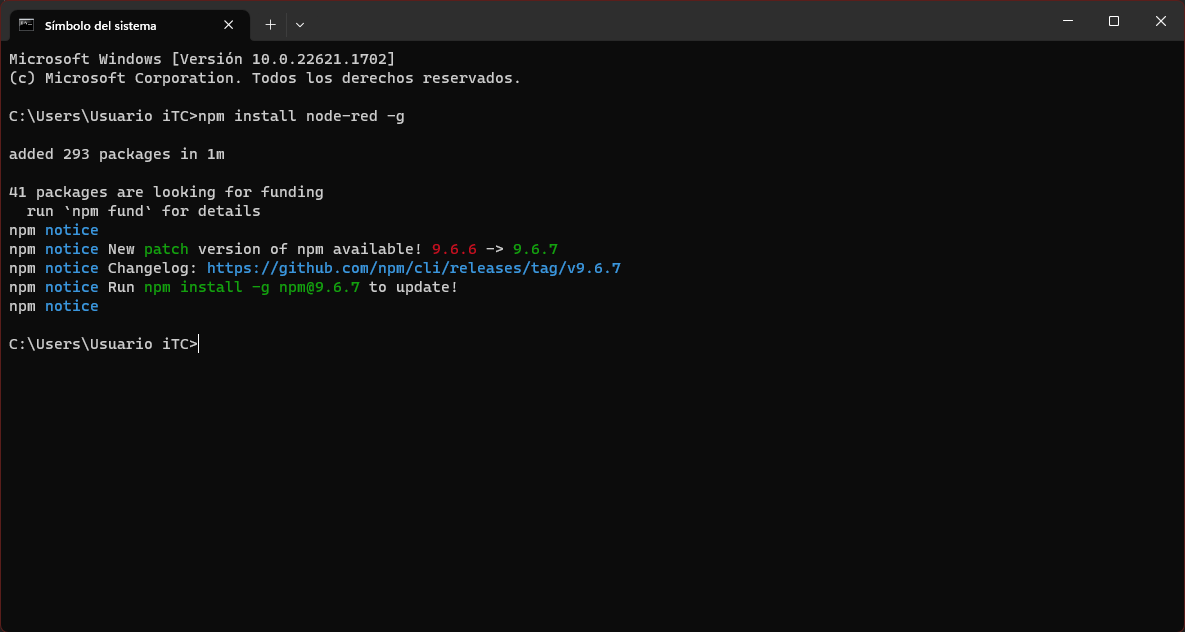 Símbolo del sistema
Microsoft Windows [Versión 10.0.22621.1702]
(c) Microsoft Corporation. Todos los derechos reservados.
C:\Users\Usuario iTC>npm install node-red -g
added 293 packages in 1m
41 packages are looking for funding
  run `npm fund` for details
npm notice
npm notice New patch version of npm available! 9.6.6 -> 9.6.7
npm notice Changelog: https://github.com/npm/cli/releases/tag/v9.6.7
npm notice Run npm install -g npm@9.6.7 to update!
npm notice
C:\Users\Usuario iTC>